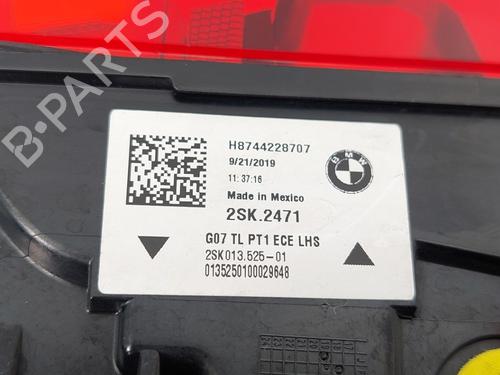 H8744228707
9/21/2019
11:37:16
BMW
Made in Mexico
2SK.2471
G07 TL PT1 ECE LHS
2SK013.525-01
0135250100029648
B-PARTS